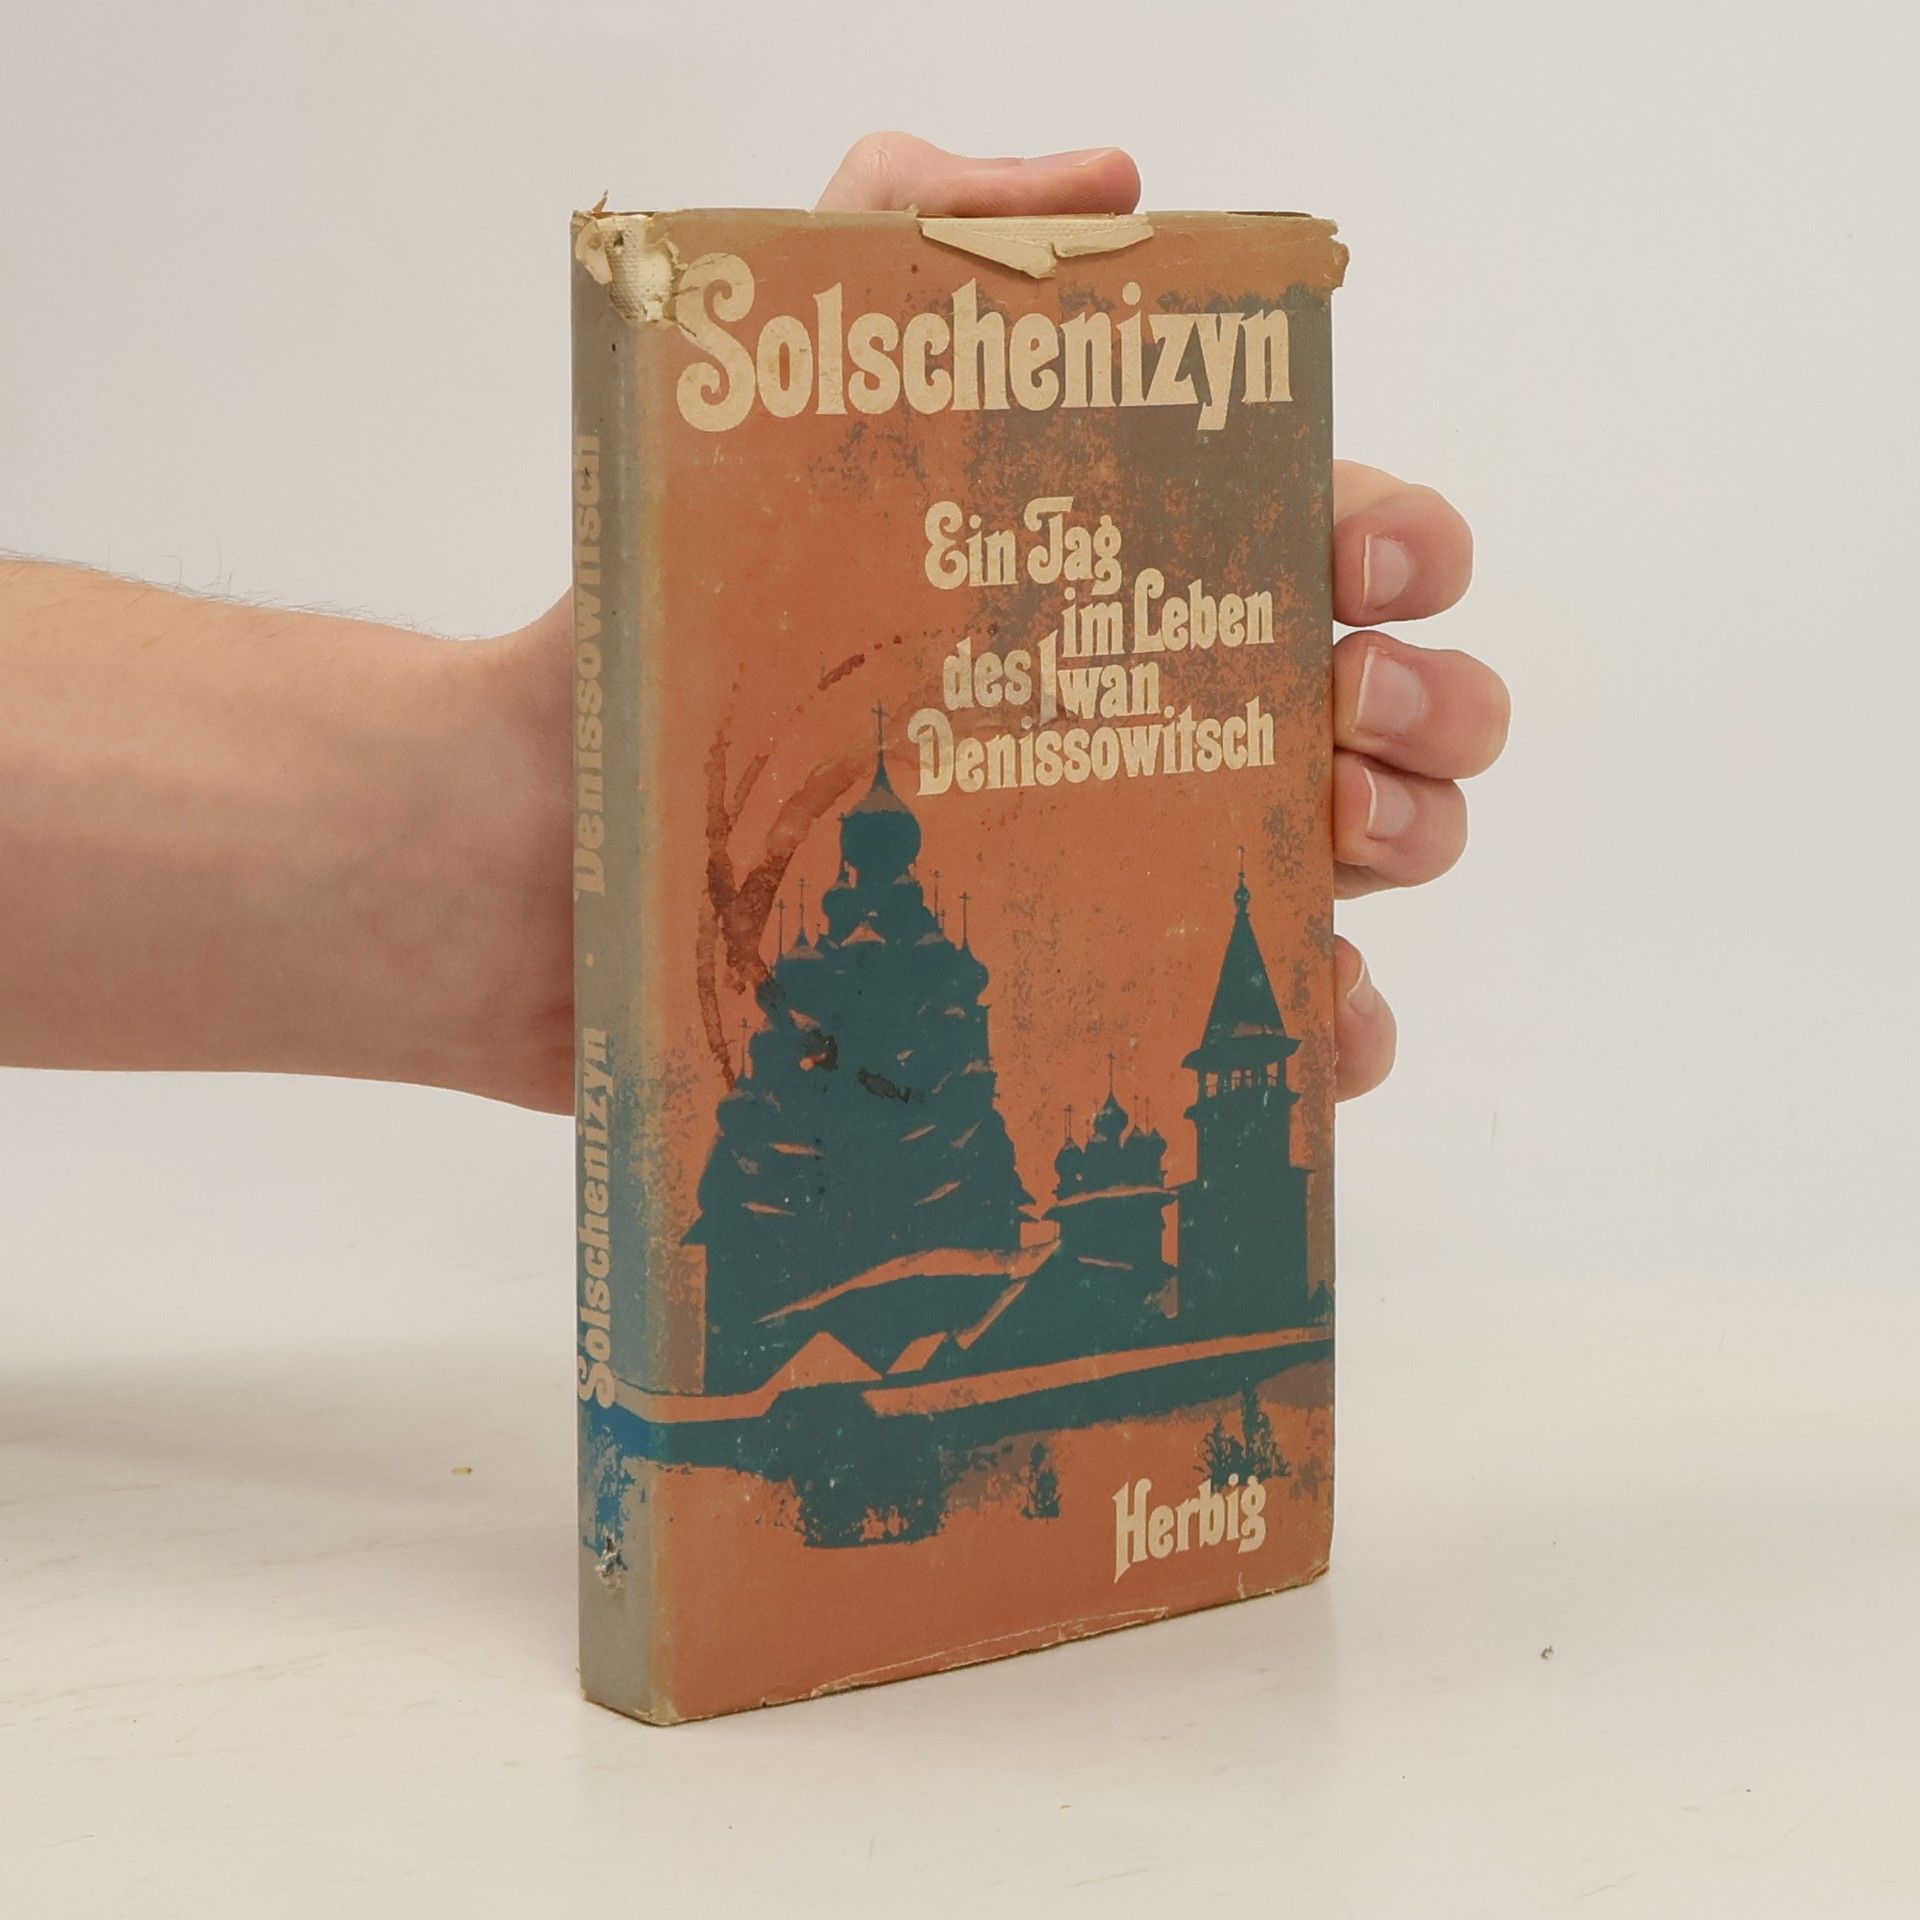 Solschenizyn
Ein Tag
im Leben
des Iwan
Denissowitsch
Herbig
Solschenizyn · Denissowitsch